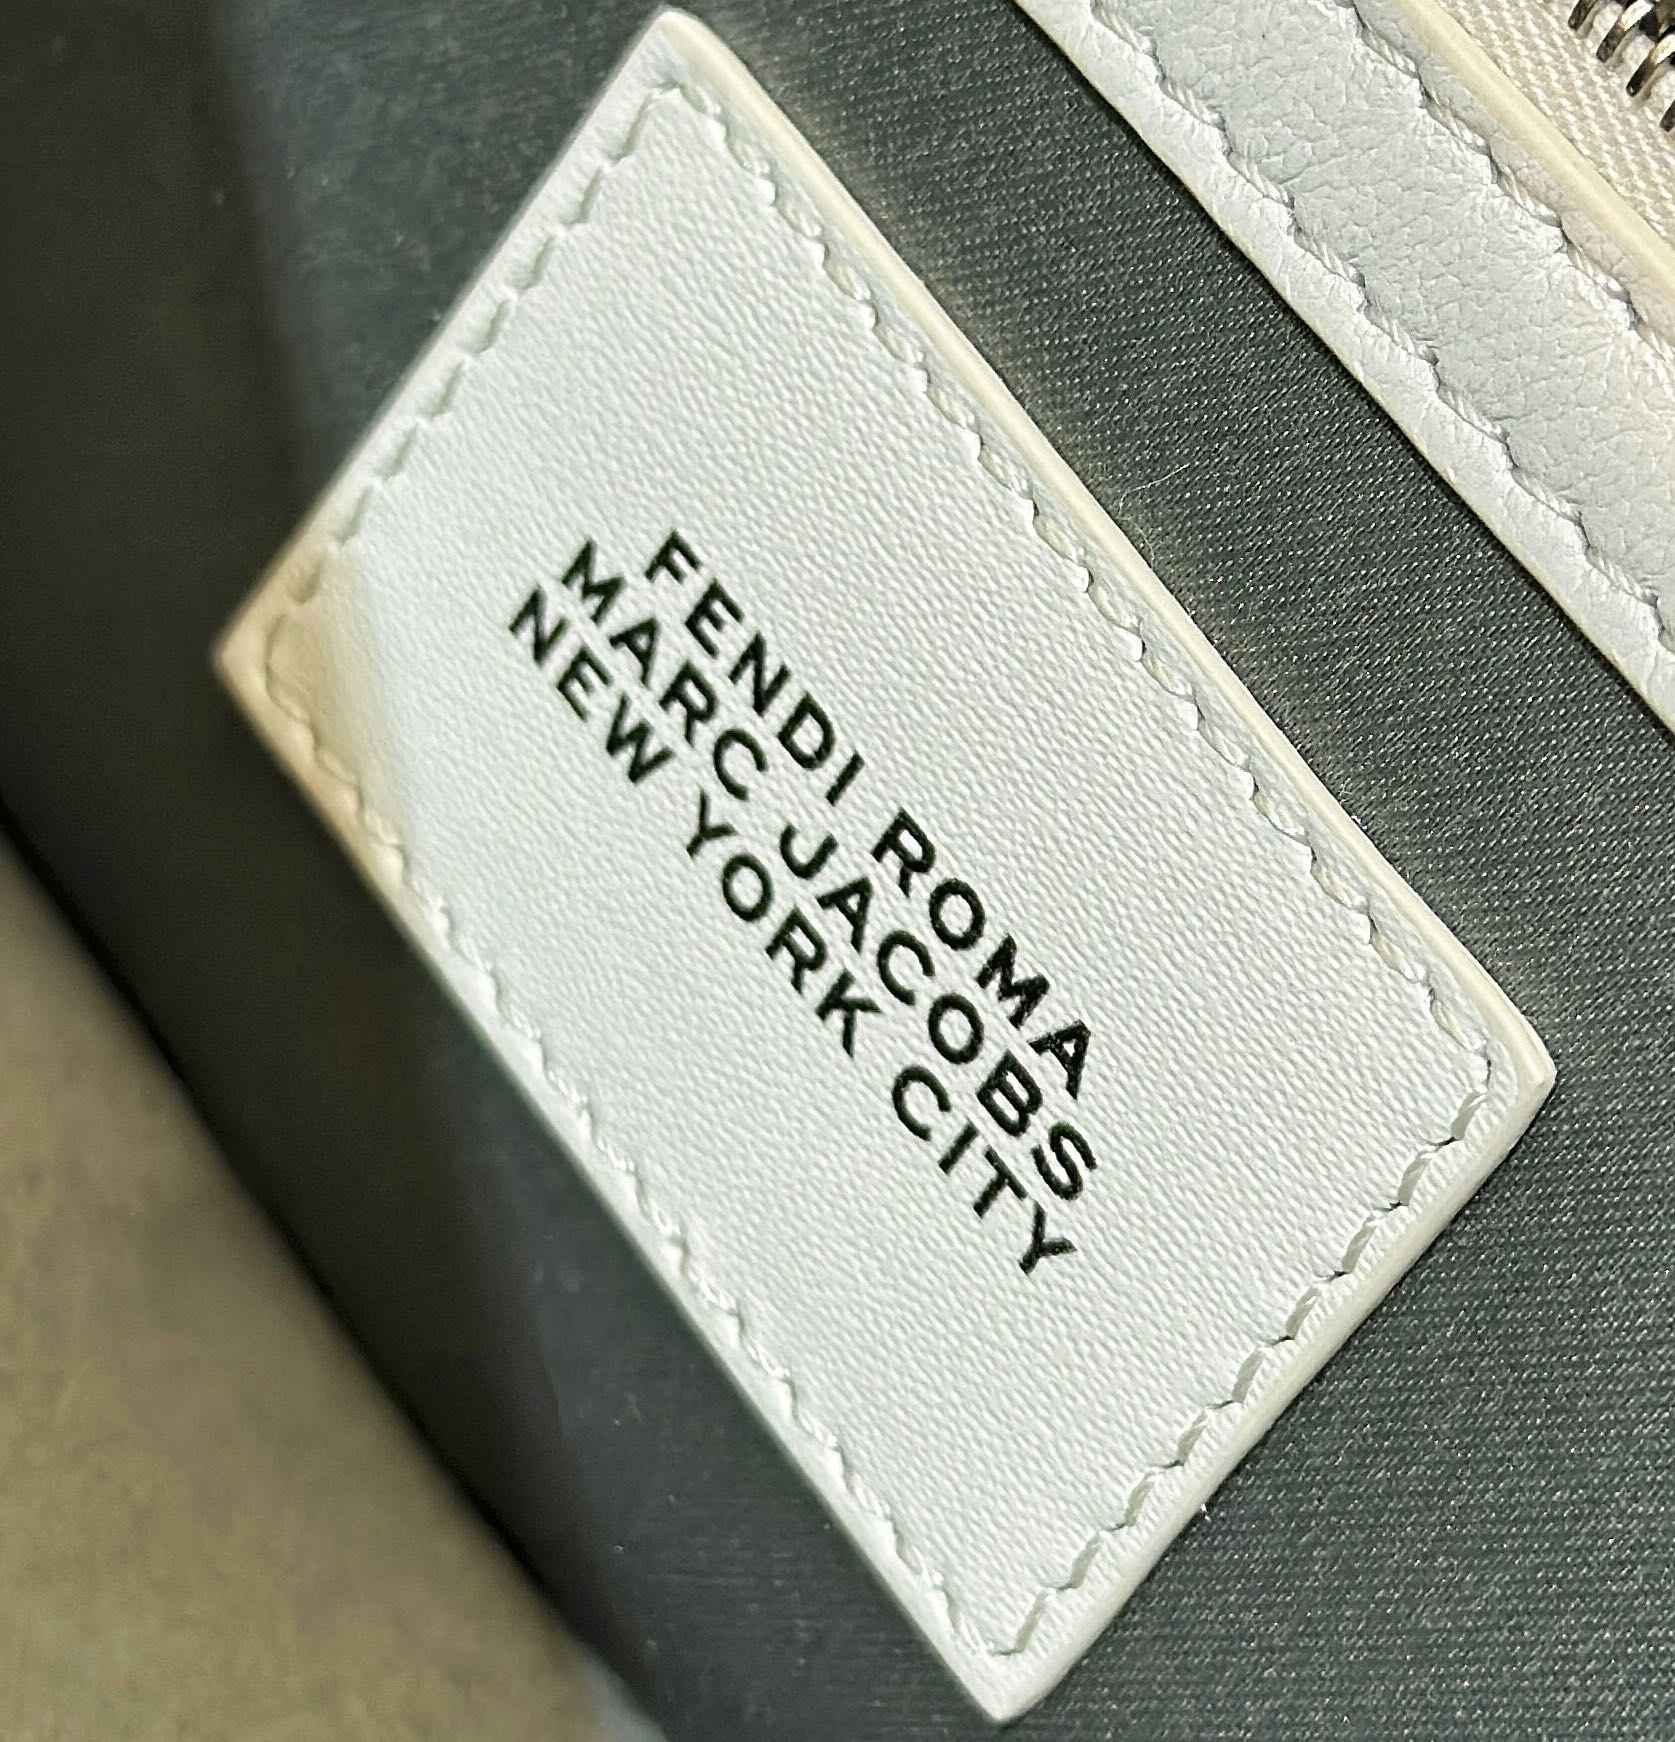 FENDI ROMA
MARC JACOBS
NEW YORK CITY